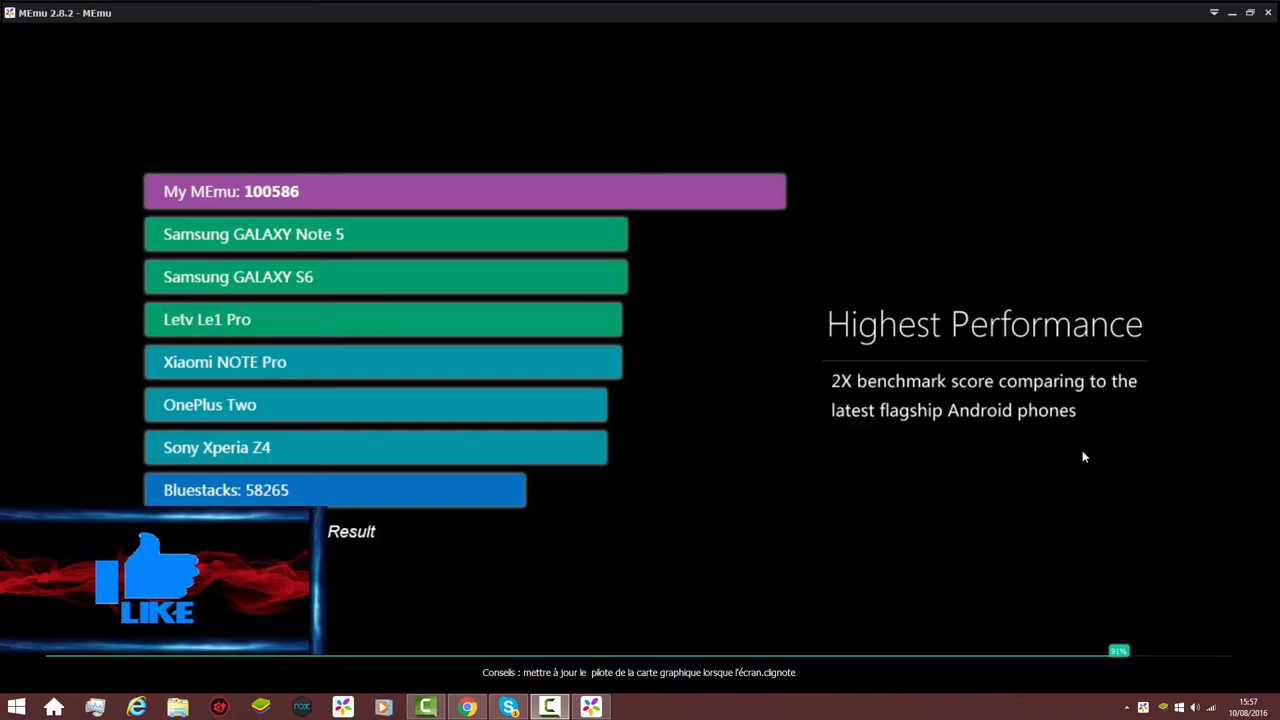 MEmu 2.8.2 - MEmu
My MEmu: 100586
Samsung GALAXY Note 5
Samsung GALAXY S6
Letv Le1 Pro
Xiaomi NOTE Pro
OnePlus Two
Sony Xperia Z4
Bluestacks: 58265
Result
Highest Performance
2X benchmark score comparing to the
latest flagship Android phones
LIKE
91%
Conseils : mettre à jour le pilote de la carte graphique lorsque l'écran.clignote
nox
15:57
10/08/2016